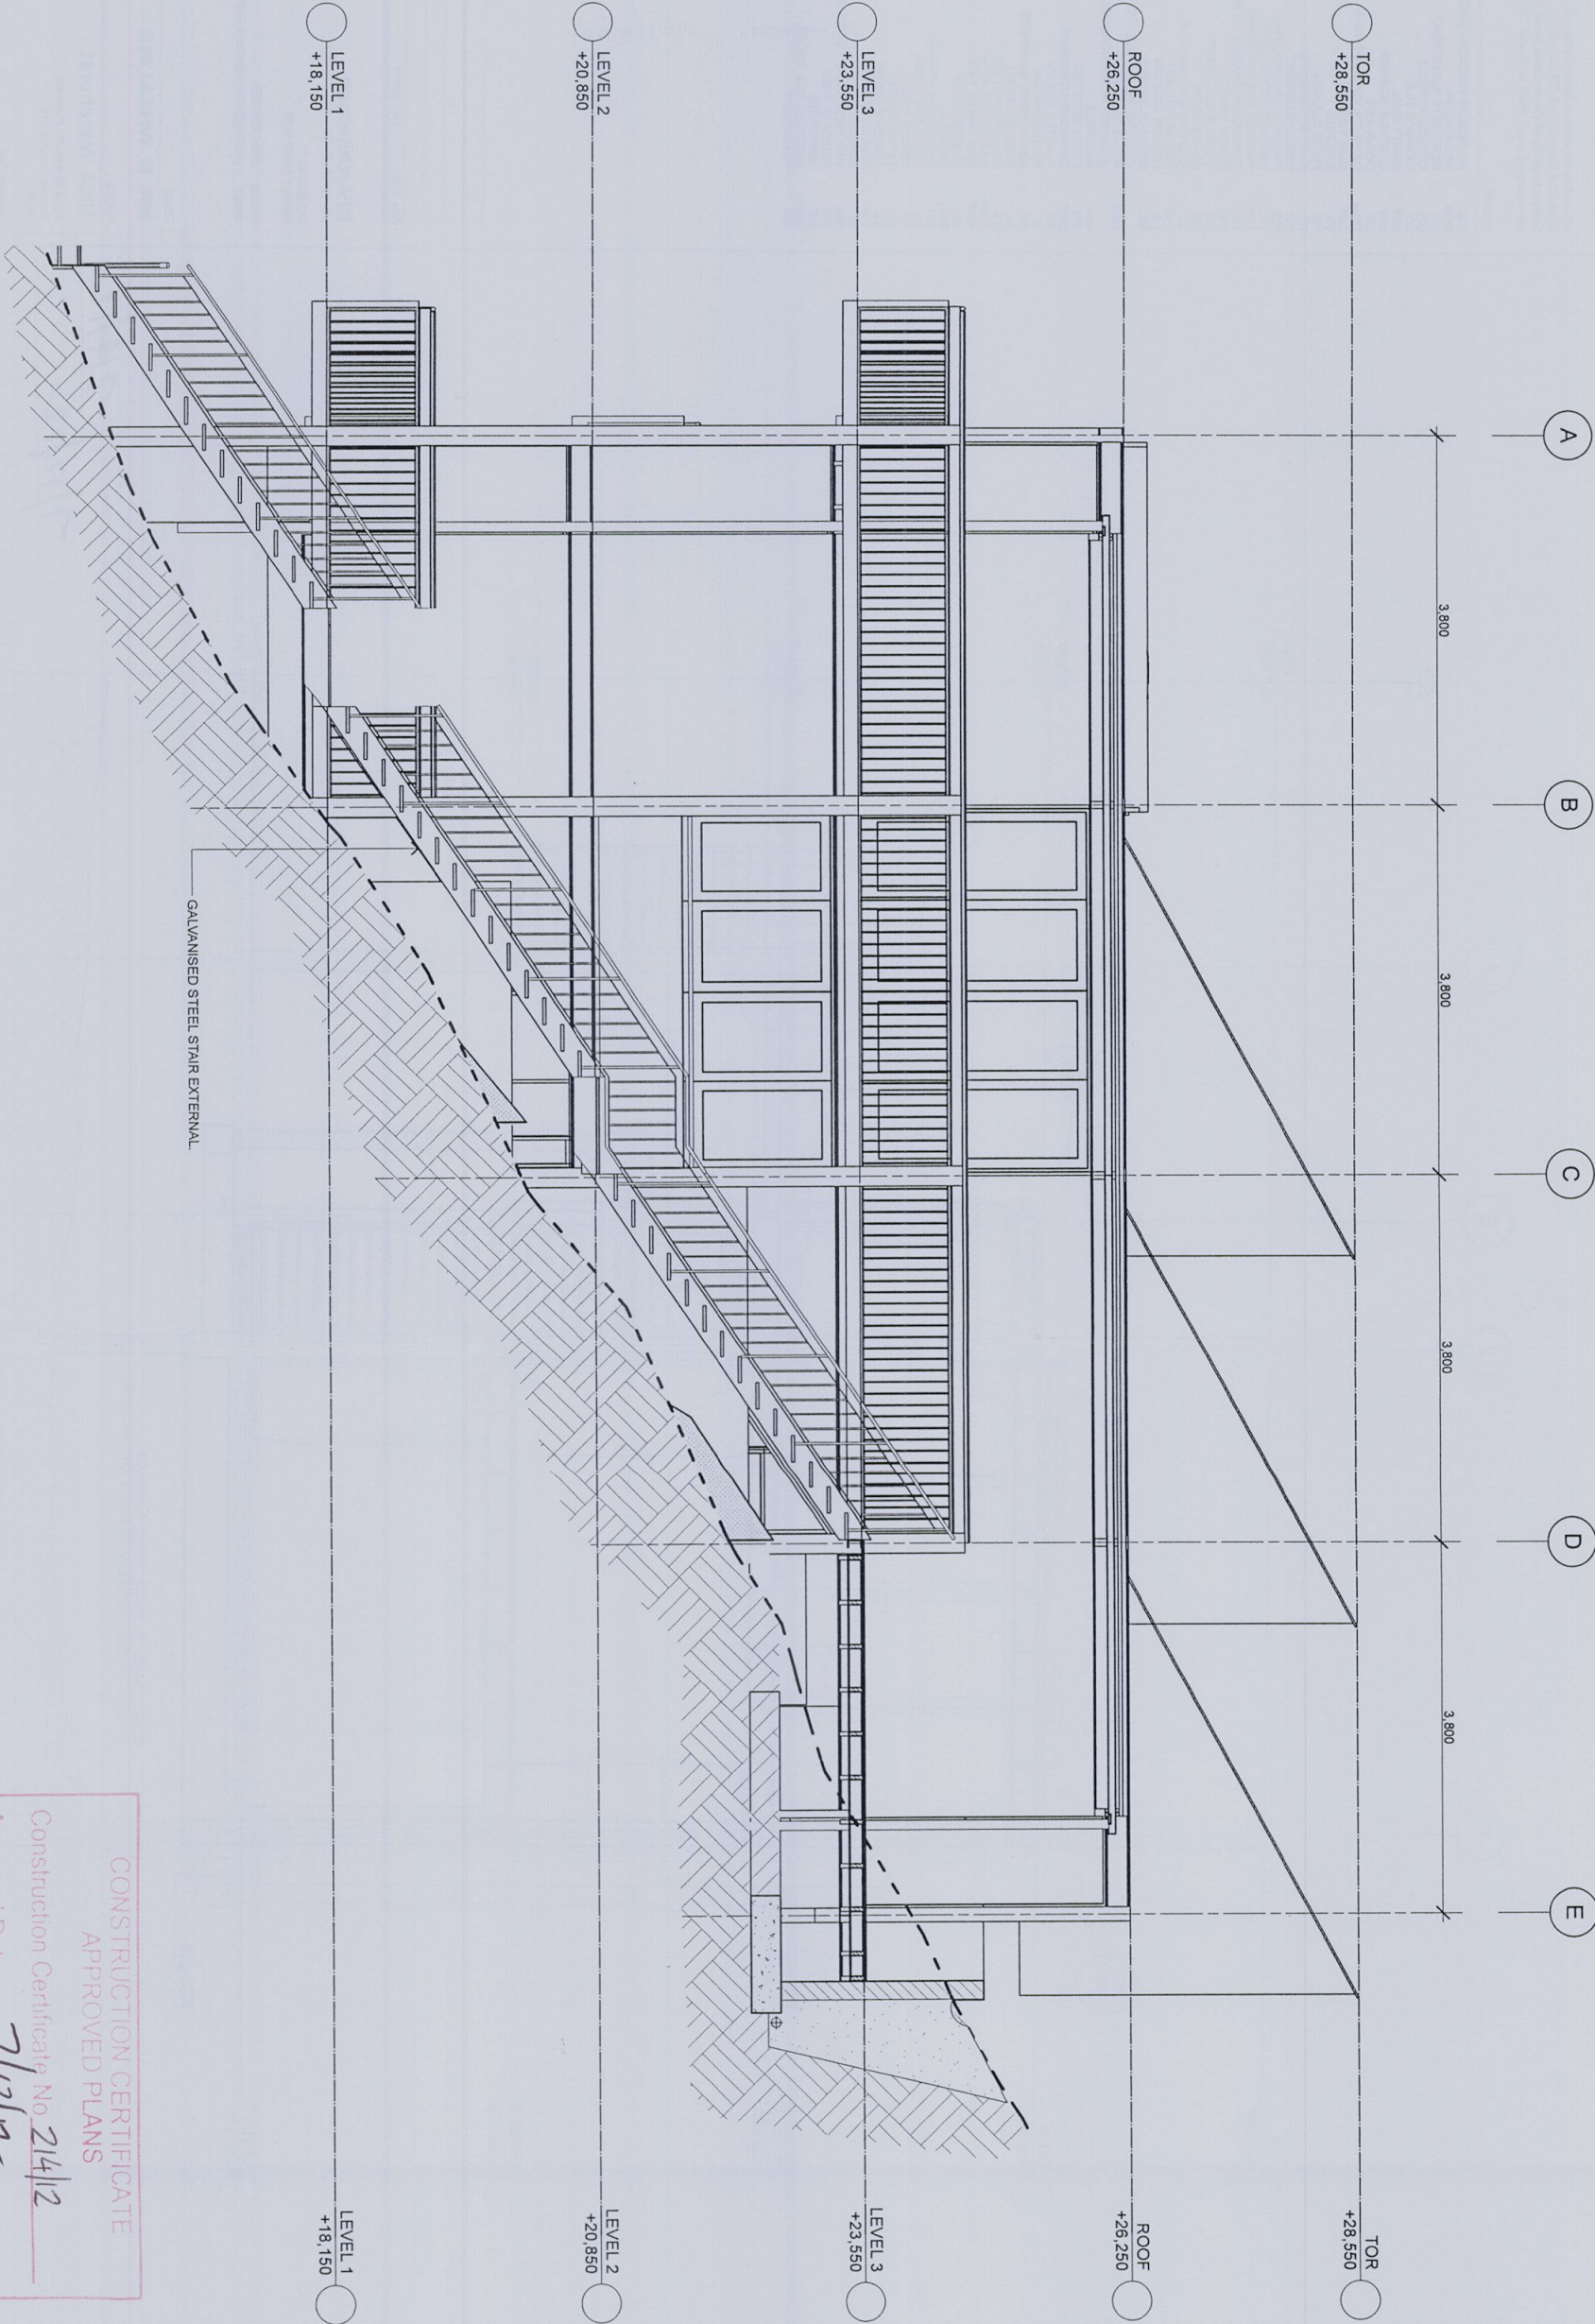 A
B
C
D
E
3,800
3,800
3,800
3,800
TOR
+28,550
TOR
+28,550
ROOF
+26,250
ROOF
+26,250
LEVEL 3
+23,550
LEVEL 3
+23,550
LEVEL 2
+20,850
LEVEL 2
+20,850
LEVEL 1
+18,150
LEVEL 1
+18,150
GALVANISED STEEL STAIR EXTERNAL.
CONSTRUCTION CERTIFICATE
APPROVED PLANS
Construction Certificate No 214/12